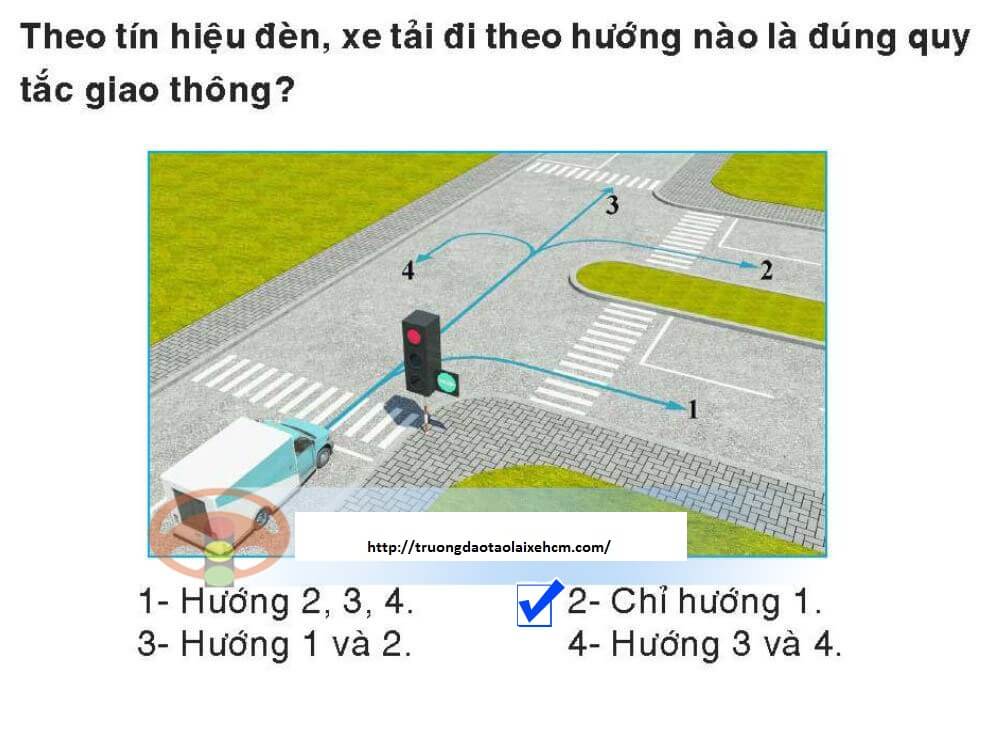 Theo tín hiệu đèn, xe tải đi theo hướng nào là đúng quy
tắc giao thông?
3
4
2
1
http://truongdaotaolaixehcm.com/
1- Hướng 2, 3, 4.
2- Chỉ hướng 1.
3- Hướng 1 và 2.
4- Hướng 3 và 4.